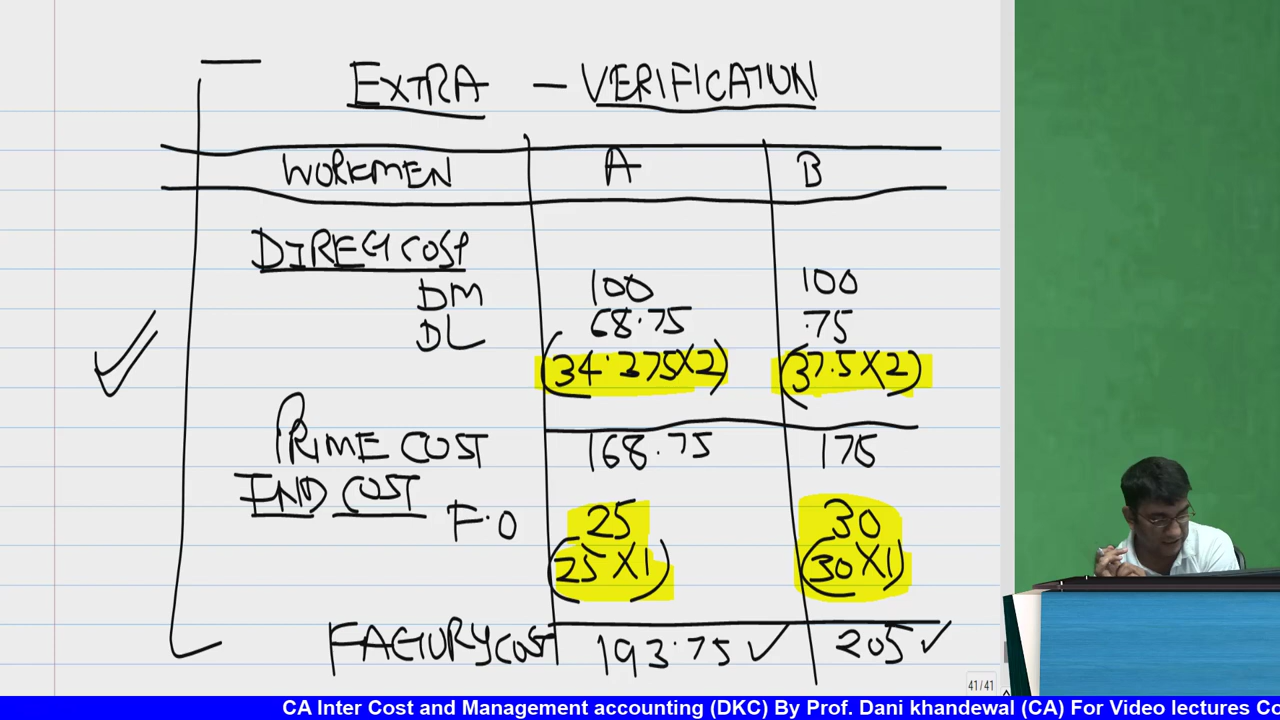 EXTRA - VERIFICATION
WORKMEN A B
DIRECT COST
DM 100 100
DL 68.75 75
(34.275X2) (37.5X2)
PRIME COST 168.75 175
IND COST
F.O 25 30
(25X1) (30X1)
FACTORY COST 193.75 ✓ 205 ✓
41/41
CA Inter Cost and Management accounting (DKC) By Prof. Dani khandewal (CA) For Video lectures Co